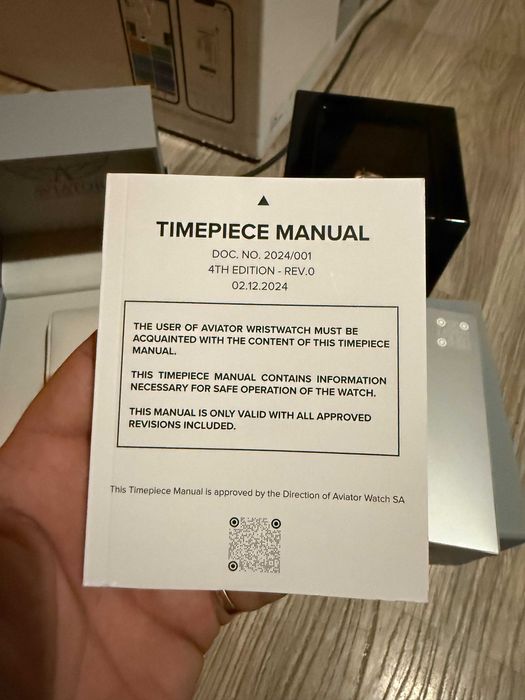 AVIATOR
TIMEPIECE MANUAL
DOC. NO. 2024/001
4TH EDITION - REV.0
02.12.2024
THE USER OF AVIATOR WRISTWATCH MUST BE
ACQUAINTED WITH THE CONTENT OF THIS TIMEPIECE
MANUAL.
THIS TIMEPIECE MANUAL CONTAINS INFORMATION
NECESSARY FOR SAFE OPERATION OF THE WATCH.
THIS MANUAL IS ONLY VALID WITH ALL APPROVED
REVISIONS INCLUDED.
This Timepiece Manual is approved by the Direction of Aviator Watch SA